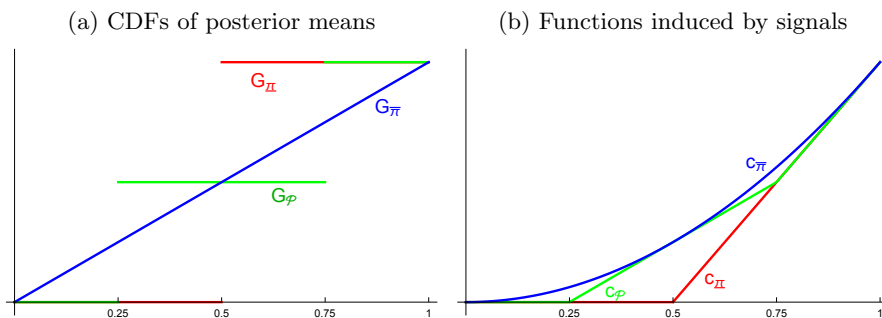 (a) CDFs of posterior means
G_π̲
G_π̅
G_𝒫
0.25 0.5 0.75 1
(b) Functions induced by signals
c_π̅
c_𝒫
c_π̲
0.25 0.5 0.75 1